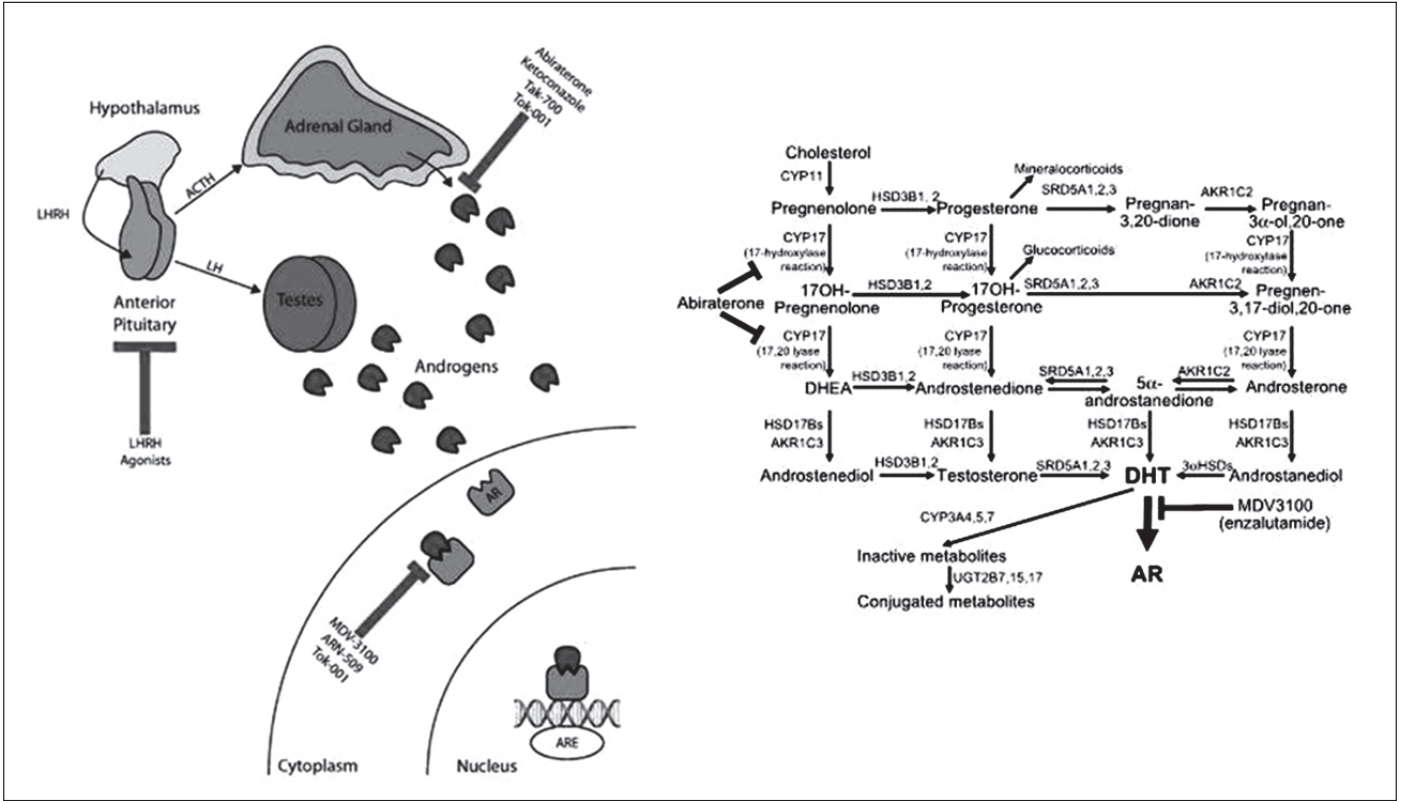 Hypothalamus
LHRH
ACTH
LH
Anterior
Pituitary
LHRH
Agonists
Adrenal Gland
Testes
Abiraterone
Ketoconazole
Tak-700
Tok-001
Androgens
AR
MDV-3100
ARN-509
Tok-001
ARE
Cytoplasm
Nucleus
Cholesterol
CYP11
Mineralocorticoids
Pregnenolone
HSD3B1, 2
Progesterone
SRD5A1,2,3
Pregnan-
3,20-dione
AKR1C2
Pregnan-
3α-ol,20-one
CYP17
(17-hydroxylase
reaction)
CYP17
(17-hydroxylase
reaction)
Glucocorticoids
CYP17
(17-hydroxylase
reaction)
Abiraterone
17OH-
Pregnenolone
HSD3B1,2
17OH-
Progesterone
SRD5A1,2,3
AKR1C2
Pregnen-
3,17-diol,20-one
CYP17
(17,20 lyase
reaction)
CYP17
(17,20 lyase
reaction)
CYP17
(17,20 lyase
reaction)
DHEA
HSD3B1,2
Androstenedione
SRD5A1,2,3
5α-
androstanedione
AKR1C2
Androsterone
HSD17Bs
AKR1C3
HSD17Bs
AKR1C3
HSD17Bs
AKR1C3
HSD17Bs
AKR1C3
Androstenediol
HSD3B1,2
Testosterone
SRD5A1,2,3
DHT
3αHSDs
Androstanediol
CYP3A4,5,7
MDV3100
(enzalutamide)
Inactive metabolites
UGT2B7,15,17
Conjugated metabolites
AR